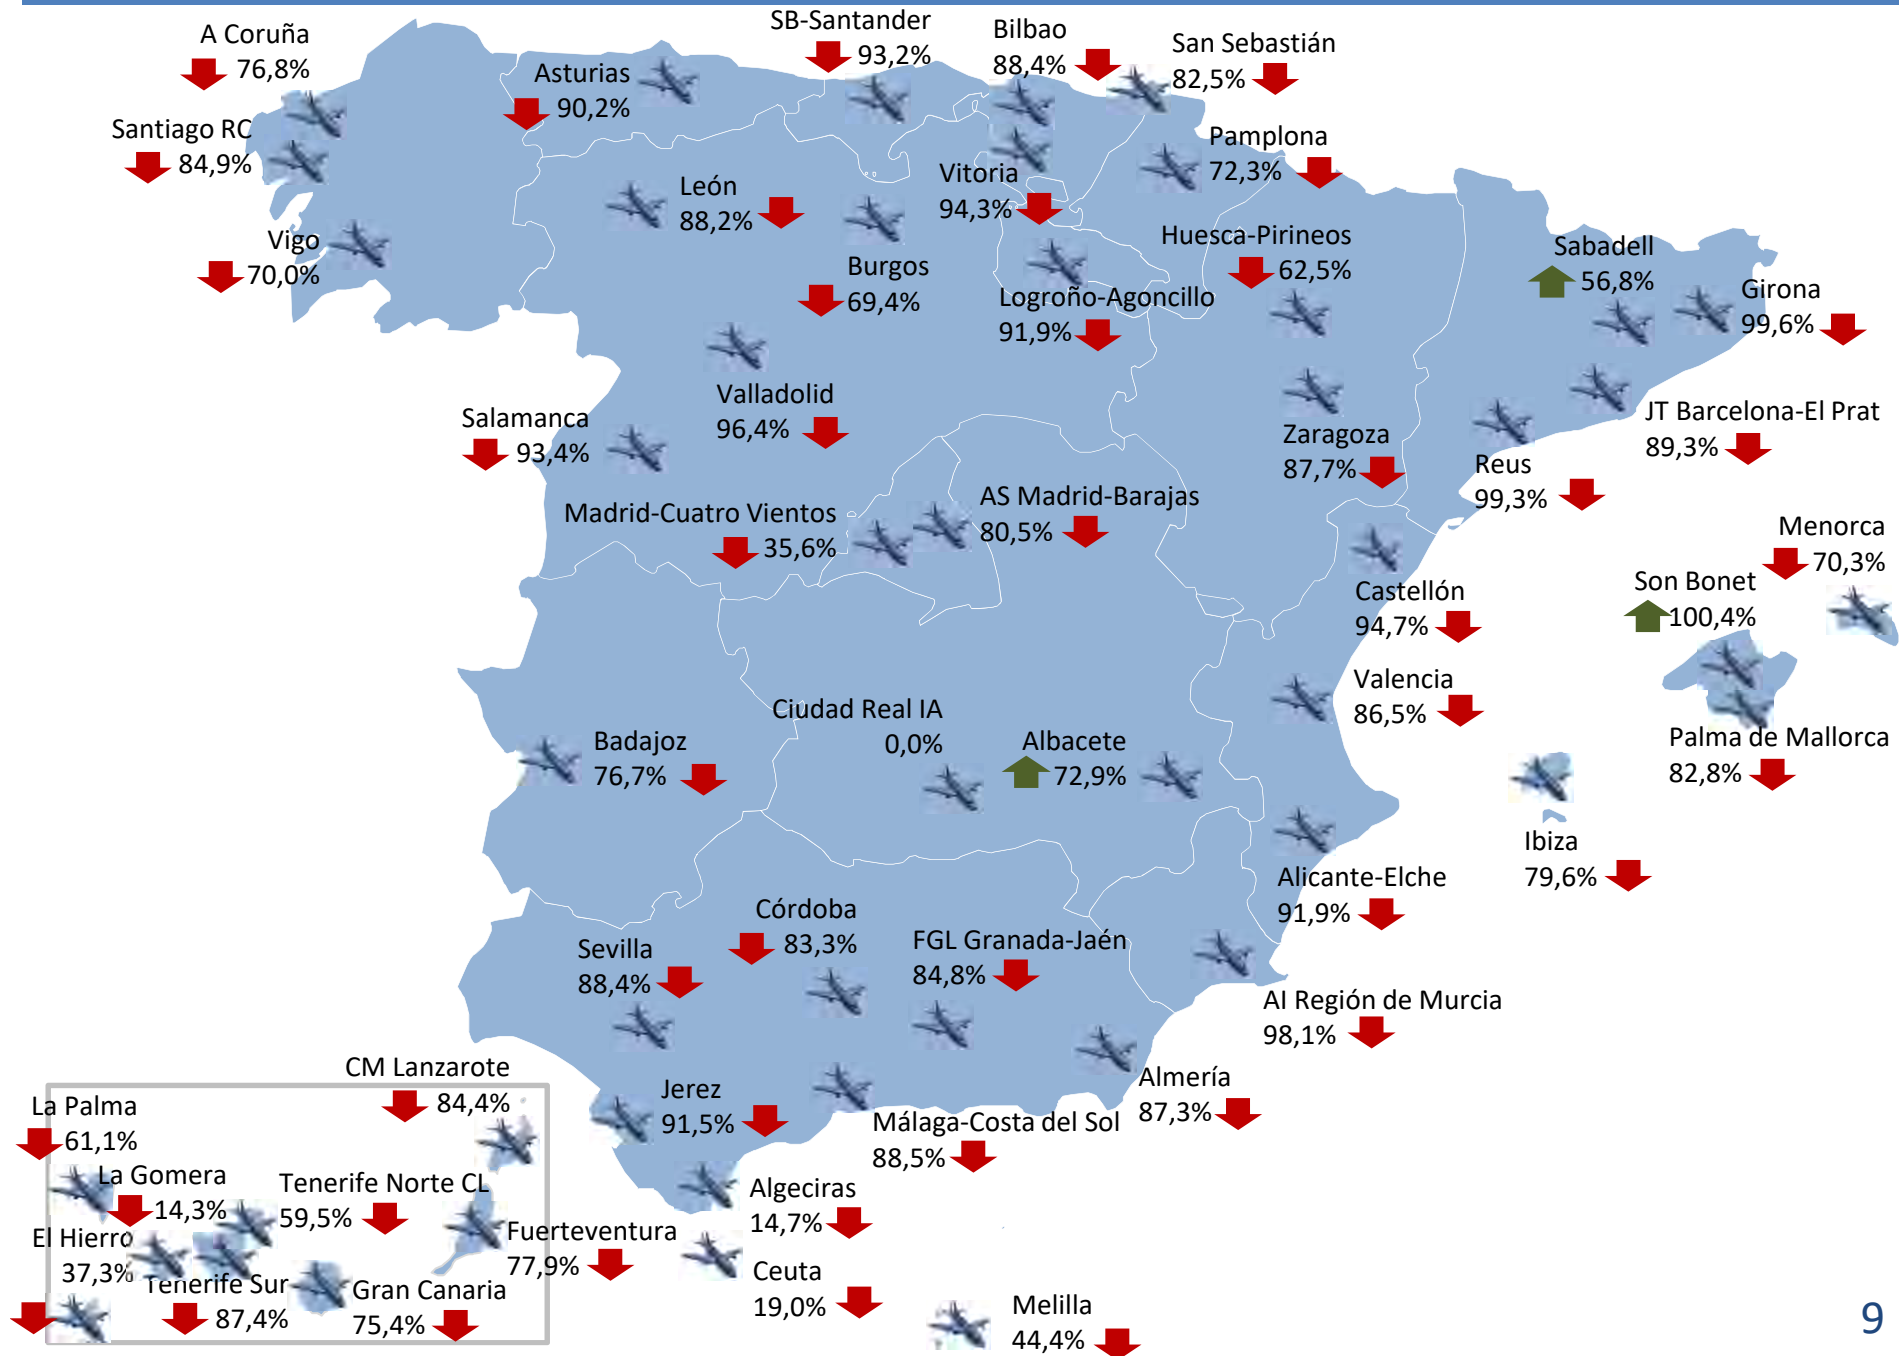 A Coruña
76,8%
SB-Santander
93,2%
Bilbao
88,4%
San Sebastián
82,5%
Asturias
90,2%
Santiago RC
84,9%
Pamplona
72,3%
León
88,2%
Vitoria
94,3%
Vigo
70,0%
Burgos
69,4%
Huesca-Pirineos
62,5%
Sabadell
56,8%
Girona
99,6%
Logroño-Agoncillo
91,9%
Valladolid
96,4%
Salamanca
93,4%
Zaragoza
87,7%
JT Barcelona-El Prat
89,3%
Reus
99,3%
Madrid-Cuatro Vientos
35,6%
AS Madrid-Barajas
80,5%
Menorca
70,3%
Son Bonet
100,4%
Castellón
94,7%
Valencia
86,5%
Ciudad Real IA
0,0%
Badajoz
76,7%
Albacete
72,9%
Palma de Mallorca
82,8%
Ibiza
79,6%
Alicante-Elche
91,9%
Córdoba
83,3%
Sevilla
88,4%
FGL Granada-Jaén
84,8%
AI Región de Murcia
98,1%
CM Lanzarote
84,4%
Jerez
91,5%
Almería
87,3%
La Palma
61,1%
Málaga-Costa del Sol
88,5%
La Gomera
14,3%
Tenerife Norte CL
59,5%
Algeciras
14,7%
El Hierro
37,3%
Fuerteventura
77,9%
Tenerife Sur
87,4%
Gran Canaria
75,4%
Ceuta
19,0%
Melilla
44,4%
9